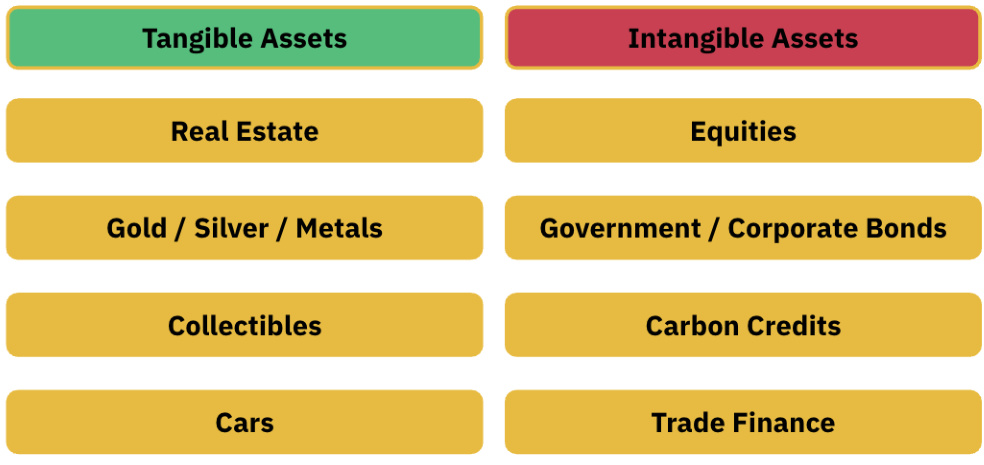 Tangible Assets
Intangible Assets
Real Estate
Equities
Gold / Silver / Metals
Government / Corporate Bonds
Collectibles
Carbon Credits
Cars
Trade Finance